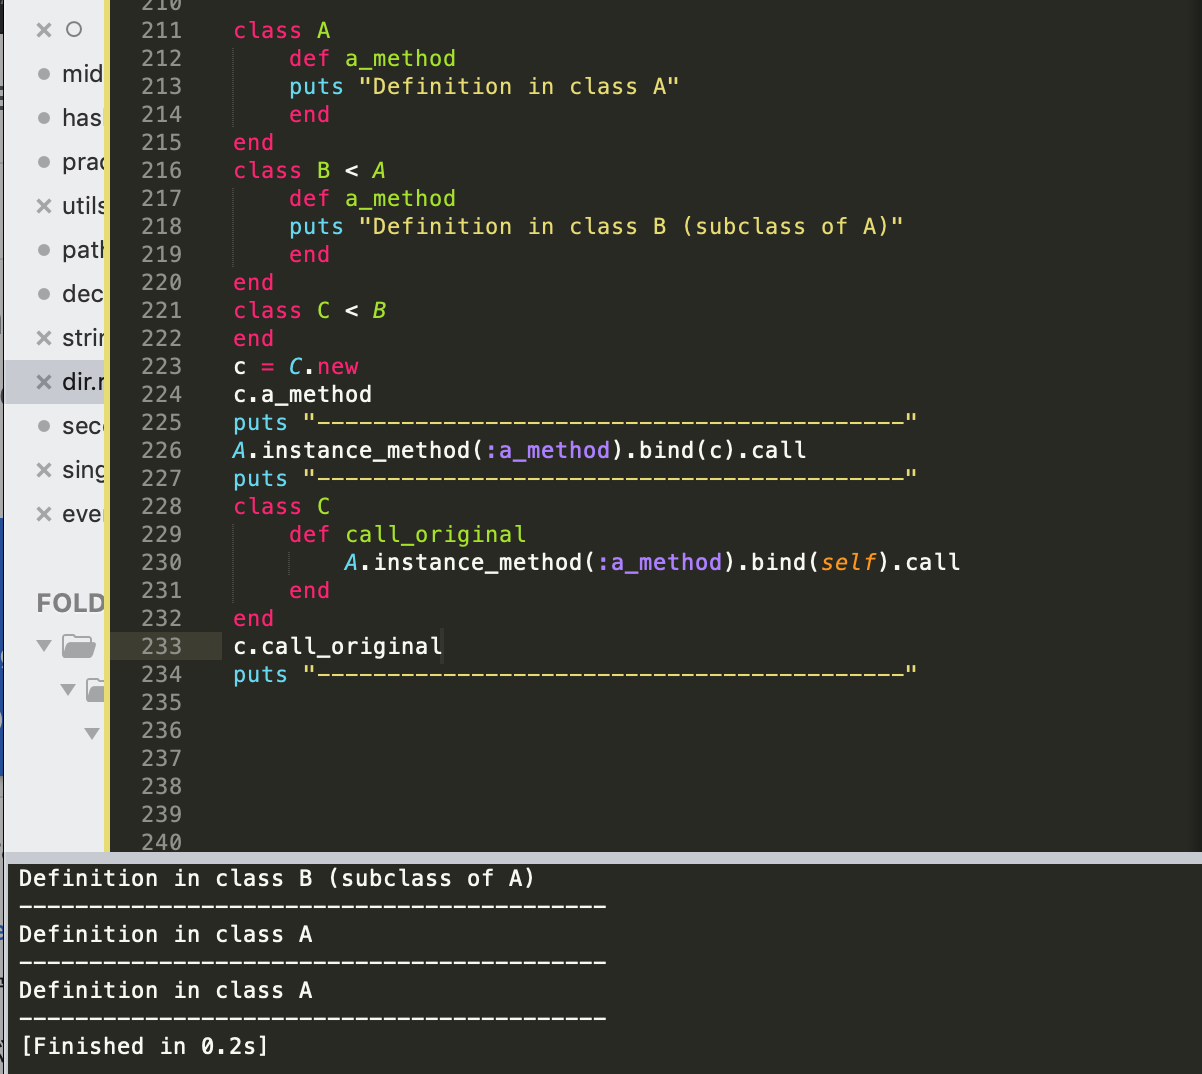 210
mid
has
prac
utils
path
dec
strin
dir.r
sec
sing
ever
FOLD
211 class A
212 def a_method
213 puts "Definition in class A"
214 end
215 end
216 class B < A
217 def a_method
218 puts "Definition in class B (subclass of A)"
219 end
220 end
221 class C < B
222 end
223 c = C.new
224 c.a_method
225 puts "------------------------------------------"
226 A.instance_method(:a_method).bind(c).call
227 puts "------------------------------------------"
228 class C
229 def call_original
230 A.instance_method(:a_method).bind(self).call
231 end
232 end
233 c.call_original
234 puts "------------------------------------------"
235
236
237
238
239
240
Definition in class B (subclass of A)
------------------------------------------
Definition in class A
------------------------------------------
Definition in class A
------------------------------------------
[Finished in 0.2s]